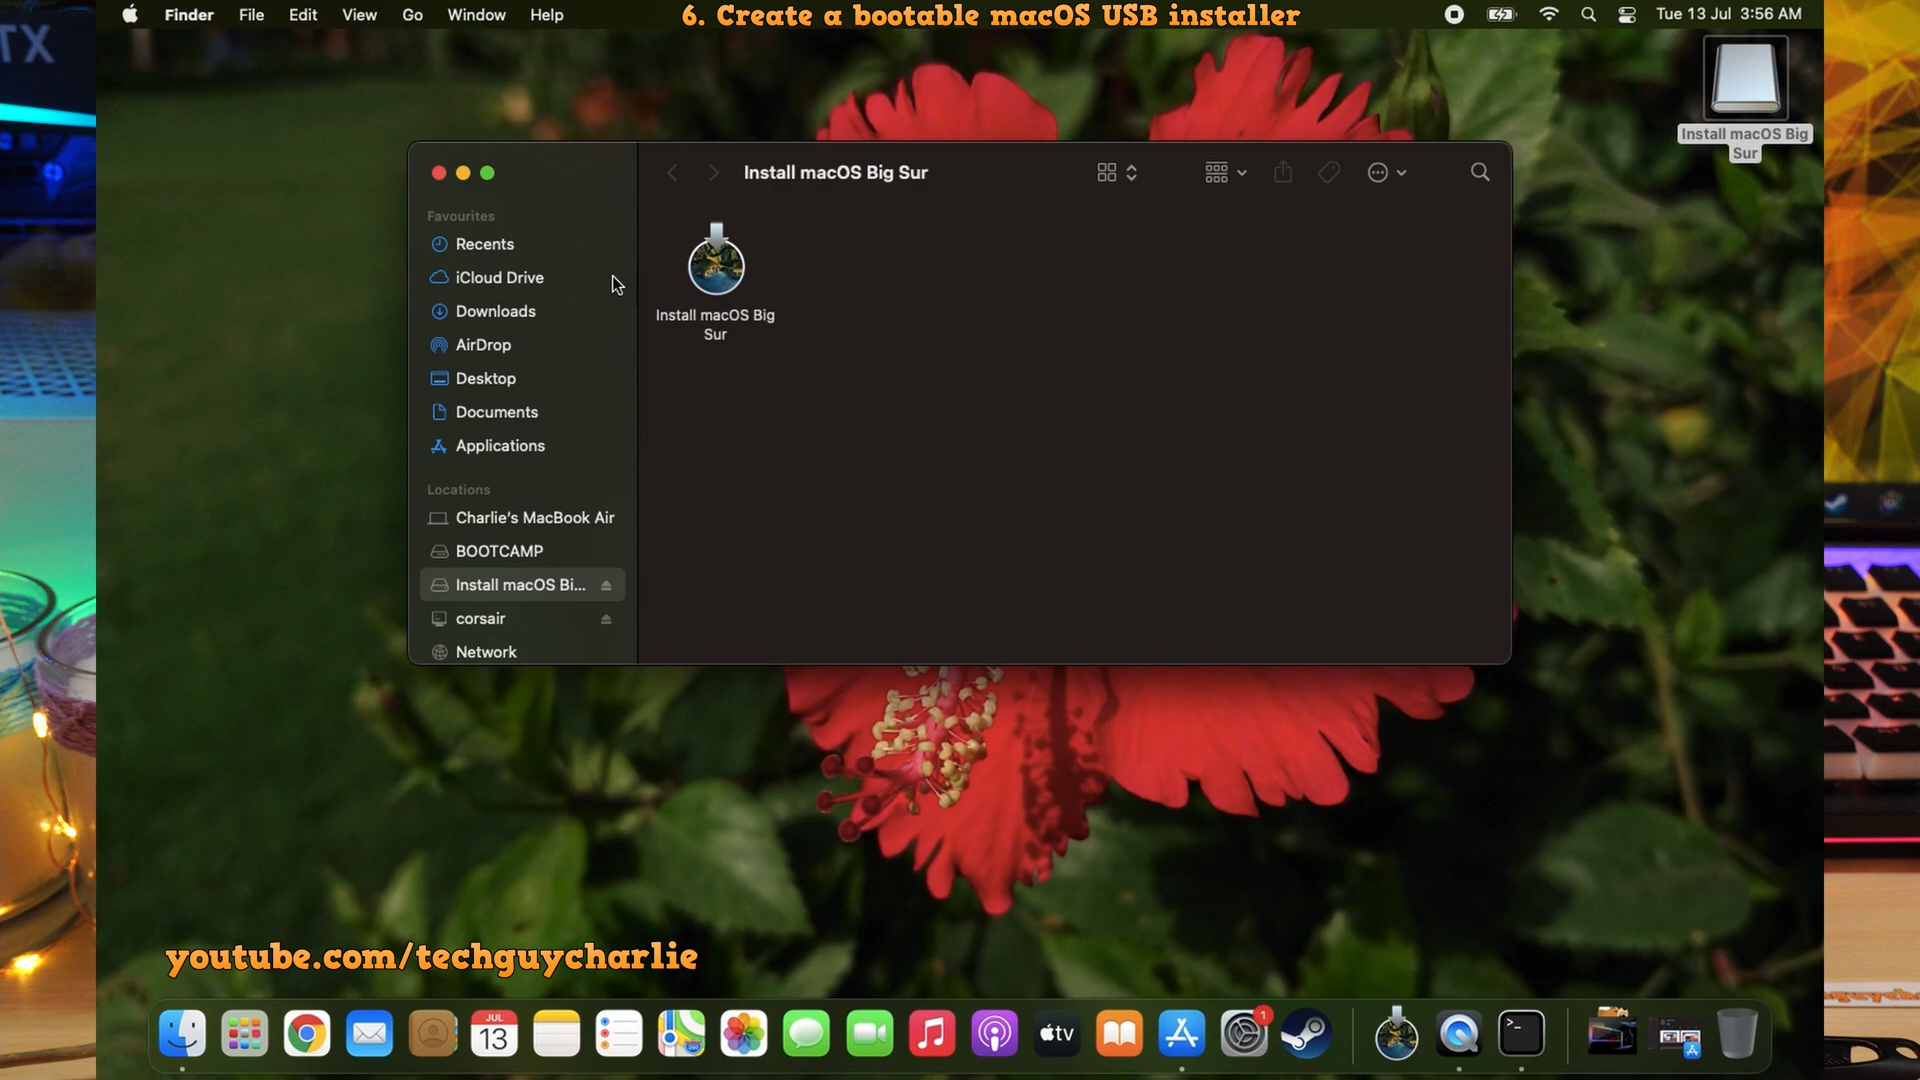 Finder File Edit View Go Window Help
6. Create a bootable macOS USB installer
Tue 13 Jul 3:56 AM
TX
Install macOS Big
Sur
Install macOS Big Sur
Favourites
Recents
iCloud Drive
Downloads
AirDrop
Desktop
Documents
Applications
Locations
Charlie's MacBook Air
BOOTCAMP
Install macOS Bi...
corsair
Network
Install macOS Big
Sur
youtube.com/techguycharlie
JUL
13
tv
1
>_